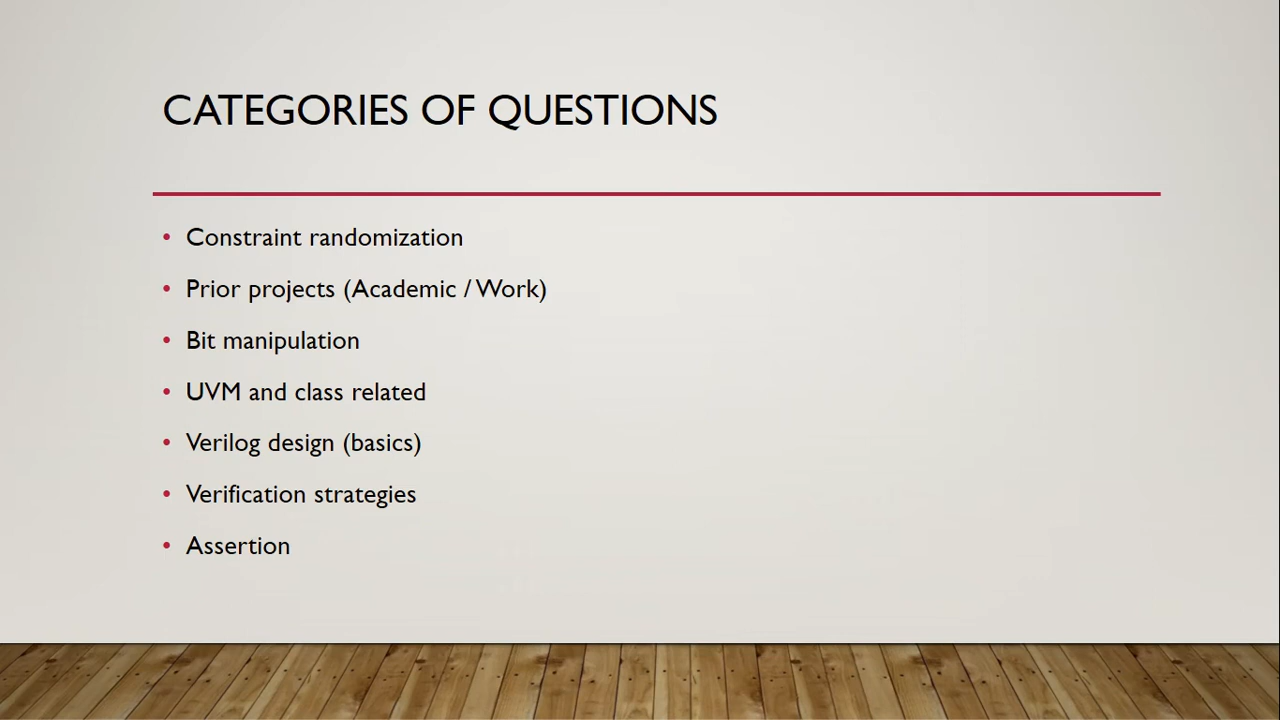 CATEGORIES OF QUESTIONS
• Constraint randomization
• Prior projects (Academic / Work)
• Bit manipulation
• UVM and class related
• Verilog design (basics)
• Verification strategies
• Assertion